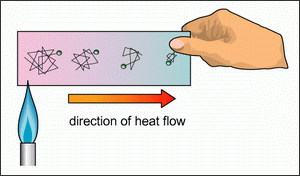 direction of heat flow